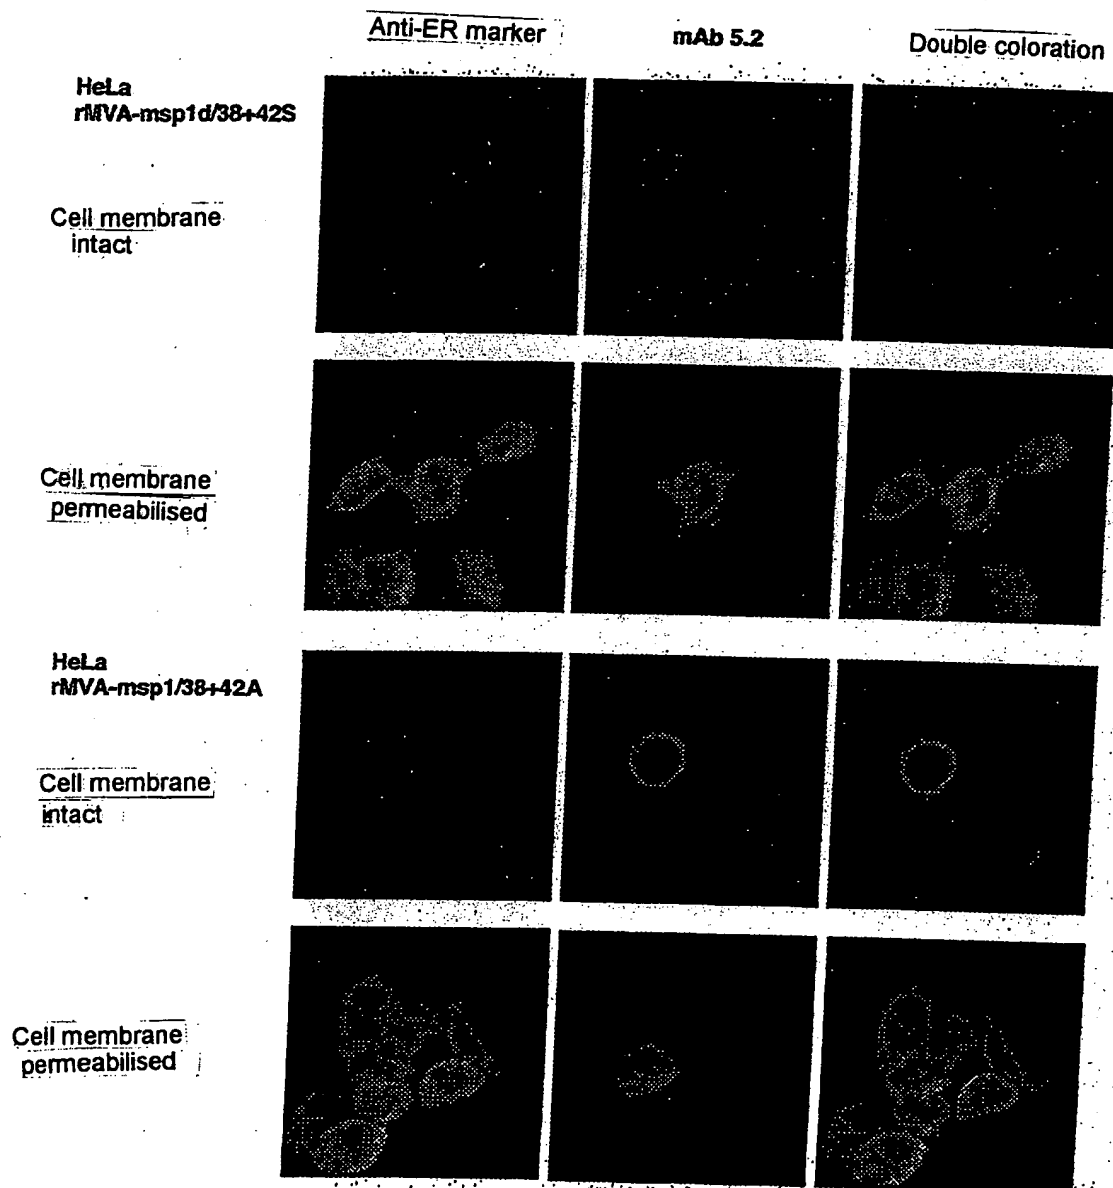 Anti-ER marker
mAb 5.2
Double coloration
HeLa
rMVA-msp1d/38+42S
Cell membrane
intact
Cell membrane
permeabilised
HeLa
rMVA-msp1/38+42A
Cell membrane
intact
Cell membrane
permeabilised